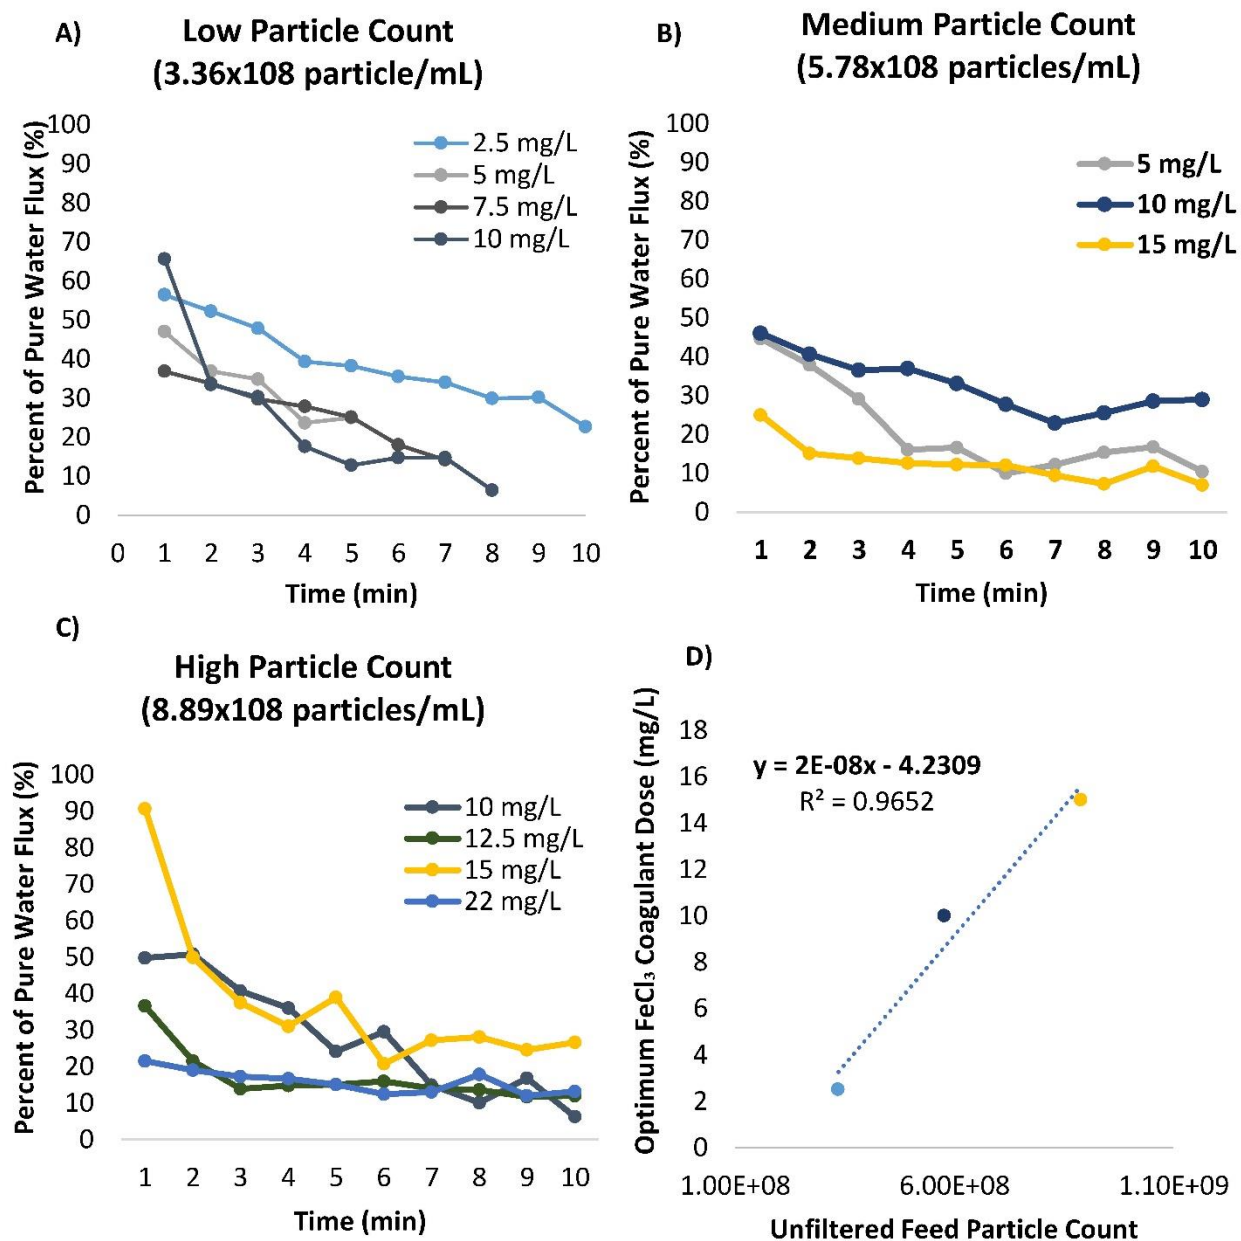 A)
Low Particle Count
(3.36x108 particle/mL)
Percent of Pure Water Flux (%)
100
90
80
70
60
50
40
30
20
10
0
2.5 mg/L
5 mg/L
7.5 mg/L
10 mg/L
0 1 2 3 4 5 6 7 8 9 10
Time (min)
B)
Medium Particle Count
(5.78x108 particles/mL)
Percent of Pure Water Flux (%)
100
90
80
70
60
50
40
30
20
10
0
5 mg/L
10 mg/L
15 mg/L
1 2 3 4 5 6 7 8 9 10
Time (min)
C)
High Particle Count
(8.89x108 particles/mL)
Percent of Pure Water Flux (%)
100
90
80
70
60
50
40
30
20
10
0
10 mg/L
12.5 mg/L
15 mg/L
22 mg/L
1 2 3 4 5 6 7 8 9 10
Time (min)
D)
Optimum FeCl₃ Coagulant Dose (mg/L)
18
16
14
12
10
8
6
4
2
0
y = 2E-08x - 4.2309
R² = 0.9652
1.00E+08 6.00E+08 1.10E+09
Unfiltered Feed Particle Count